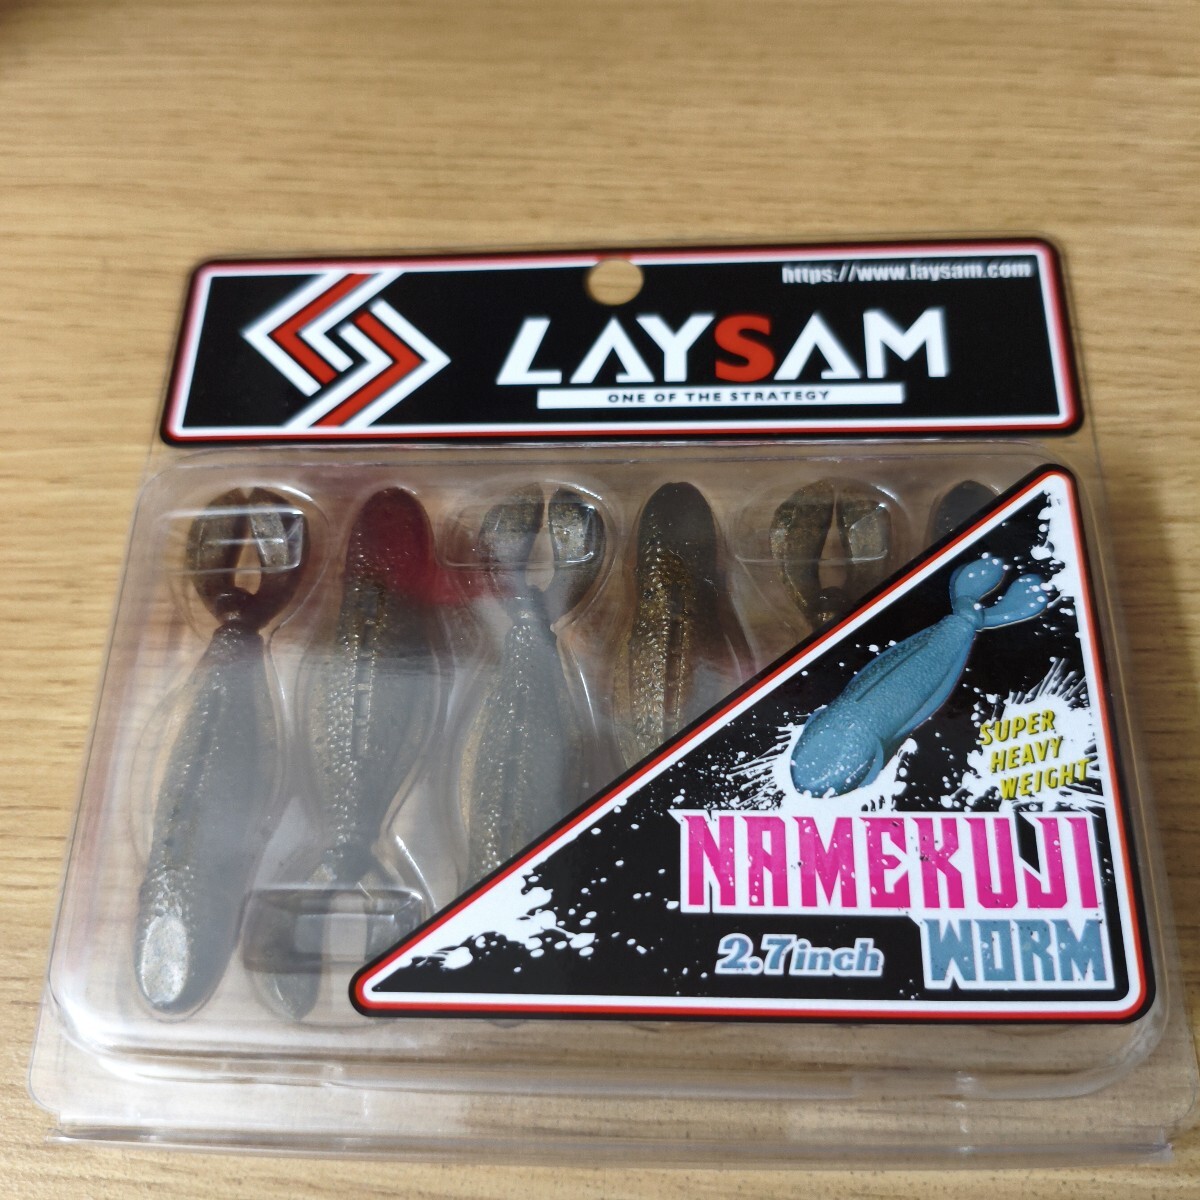 https://www.laysam.com
LAYSAM
ONE OF THE STRATEGY
SUPER
HEAVY
WEIGHT
NAMEKUJI
WORM
2.7inch